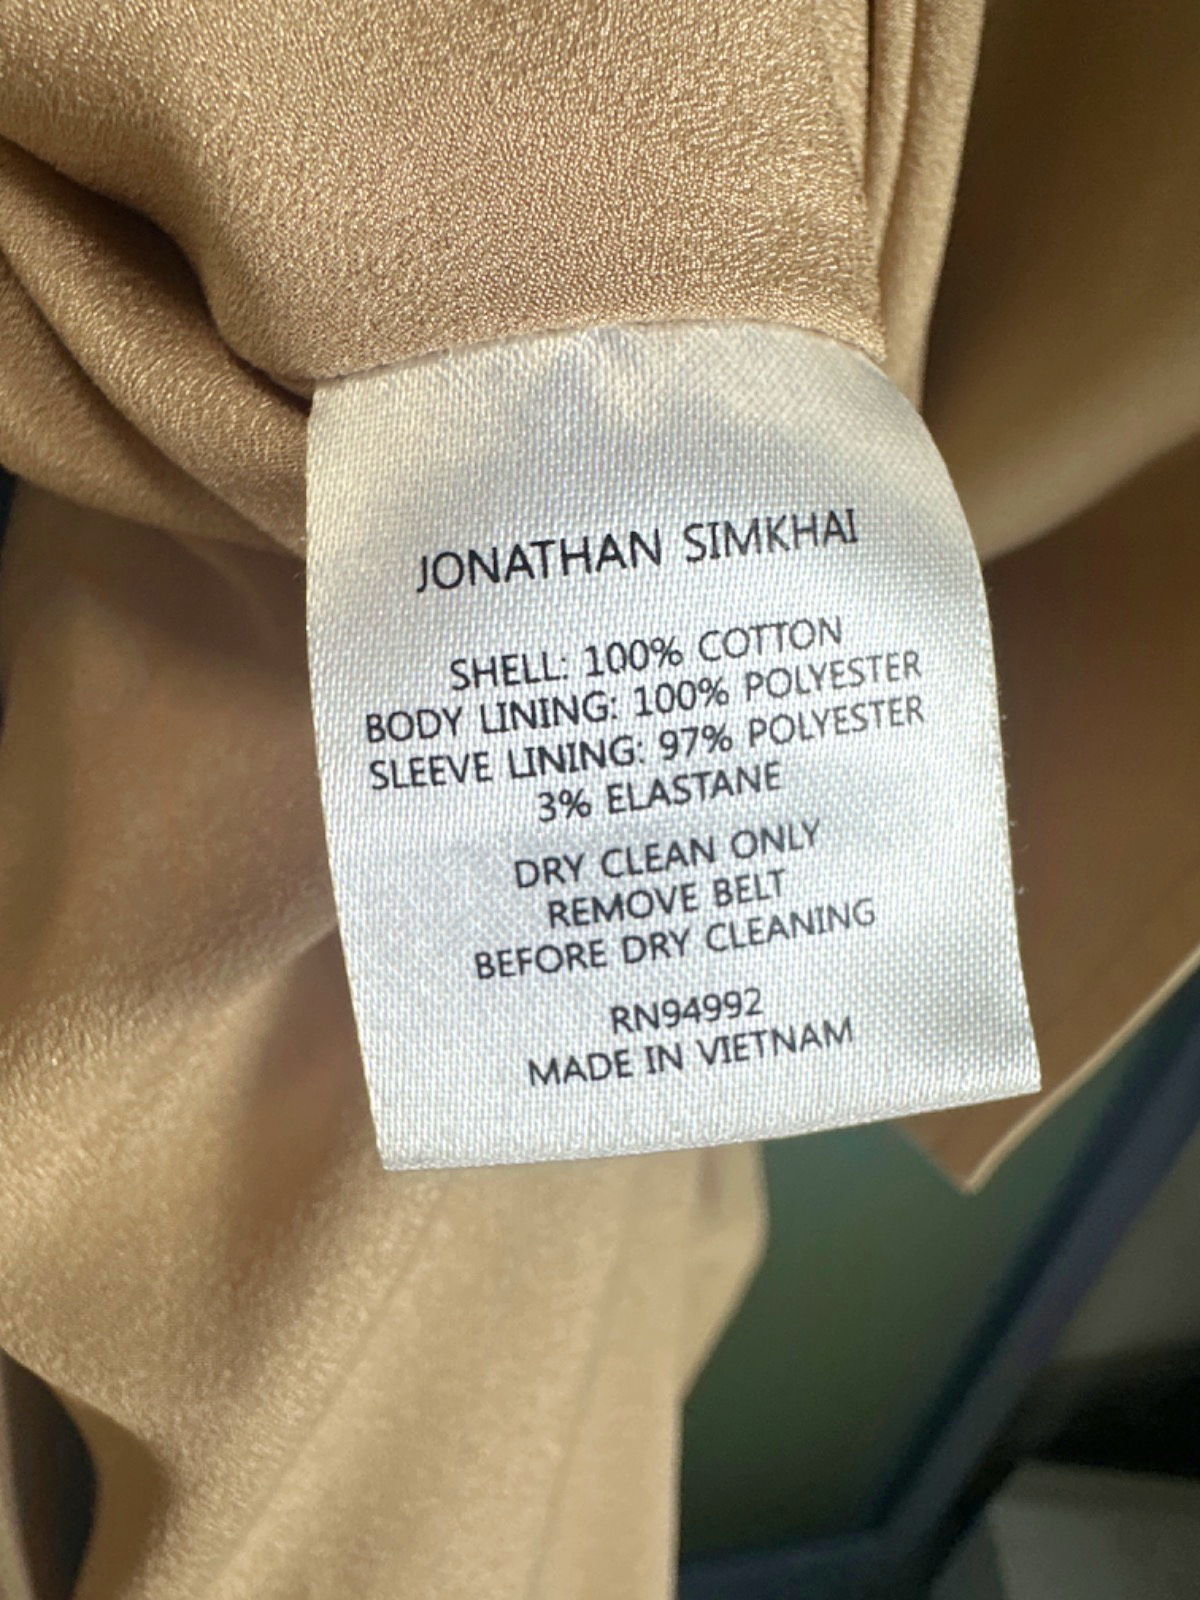 JONATHAN SIMKHAI
SHELL: 100% COTTON
BODY LINING: 100% POLYESTER
SLEEVE LINING: 97% POLYESTER
3% ELASTANE
DRY CLEAN ONLY
REMOVE BELT
BEFORE DRY CLEANING
RN94992
MADE IN VIETNAM